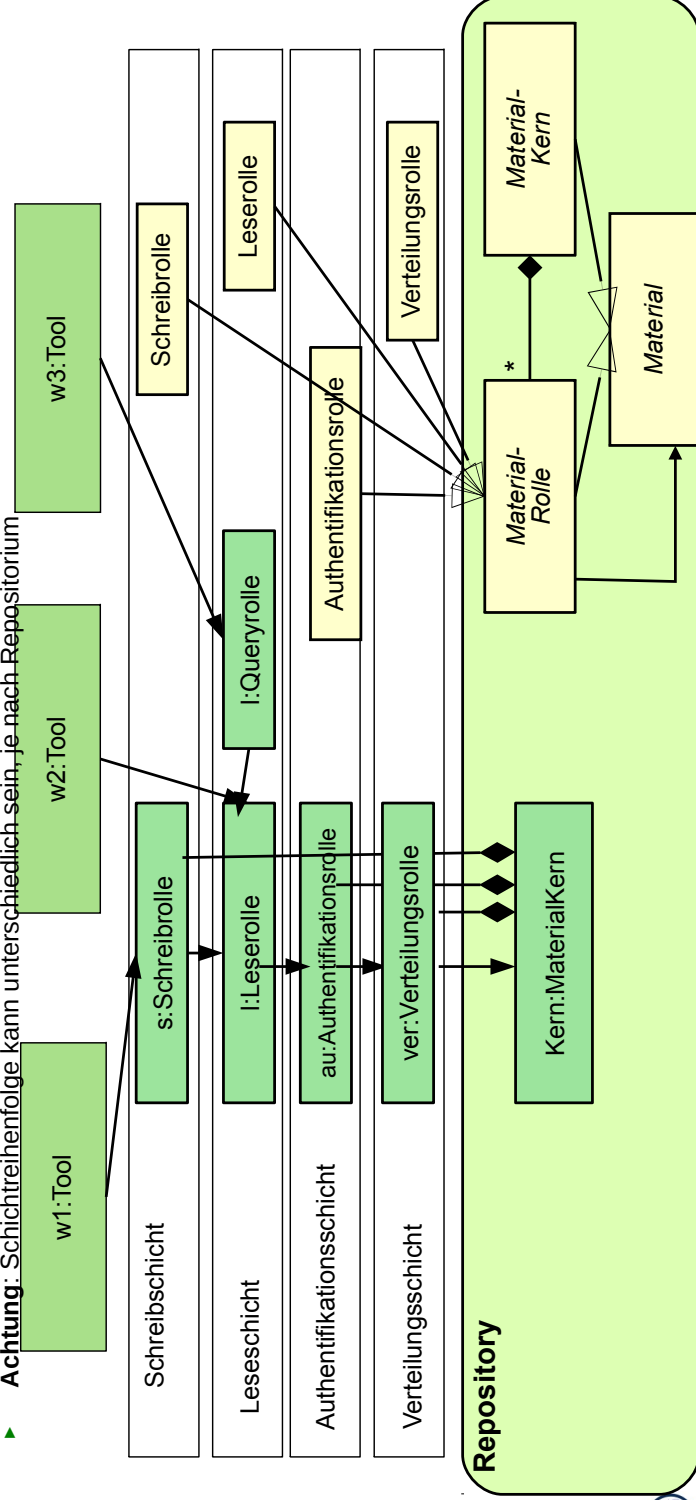 ► Achtung: Schichtreihenfolge kann unterschiedlich sein, je nach Repositorium
w1:Tool
w2:Tool
w3:Tool
Schreibschicht
s:Schreibrolle
Schreibrolle
Leseschicht
l:Leserolle
l:Queryrolle
Leserolle
Authentifikationsschicht
au:Authentifikationsrolle
Authentifikationsrolle
Verteilungsschicht
ver:Verteilungsrolle
Verteilungsrolle
Repository
Kern:MaterialKern
Material-
Rolle
*
Material-
Kern
Material